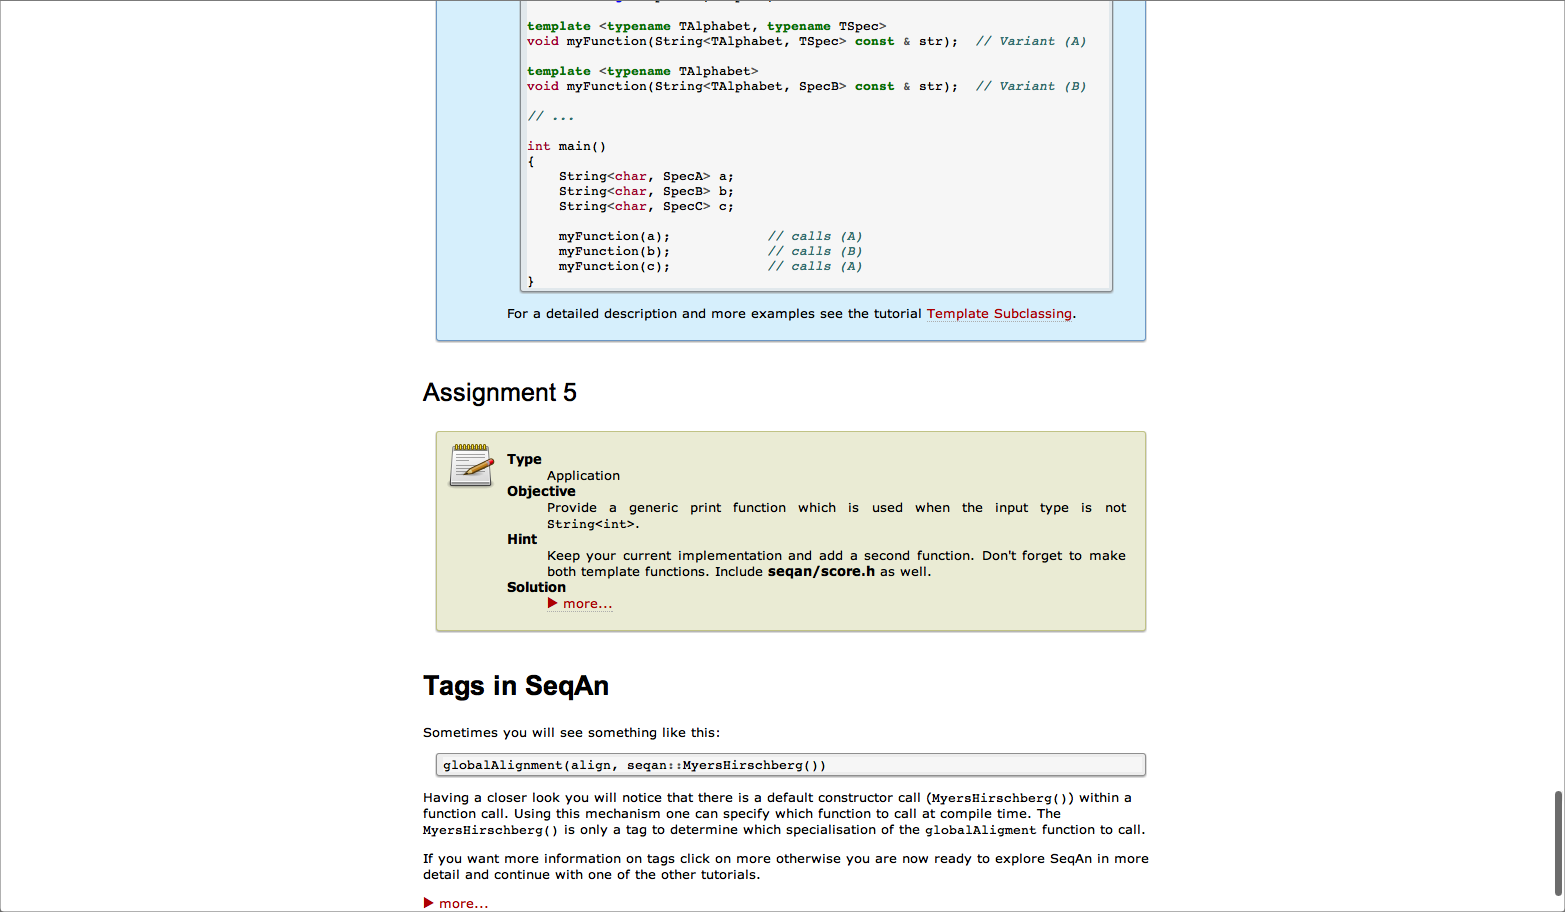 template <typename TAlphabet, typename TSpec>
void myFunction(String<TAlphabet, TSpec> const & str);  // Variant (A)
template <typename TAlphabet>
void myFunction(String<TAlphabet, SpecB> const & str);  // Variant (B)
// ...
int main()
{
    String<char, SpecA> a;
    String<char, SpecB> b;
    String<char, SpecC> c;
    myFunction(a);            // calls (A)
    myFunction(b);            // calls (B)
    myFunction(c);            // calls (A)
}
For a detailed description and more examples see the tutorial Template Subclassing.
Assignment 5
Type
Application
Objective
Provide a generic print function which is used when the input type is not
String<int>.
Hint
Keep your current implementation and add a second function. Don't forget to make
both template functions. Include seqan/score.h as well.
Solution
▶ more...
Tags in SeqAn
Sometimes you will see something like this:
globalAlignment(align, seqan::MyersHirschberg())
Having a closer look you will notice that there is a default constructor call (MyersHirschberg()) within a
function call. Using this mechanism one can specify which function to call at compile time. The
MyersHirschberg() is only a tag to determine which specialisation of the globalAligment function to call.
If you want more information on tags click on more otherwise you are now ready to explore SeqAn in more
detail and continue with one of the other tutorials.
▶ more...